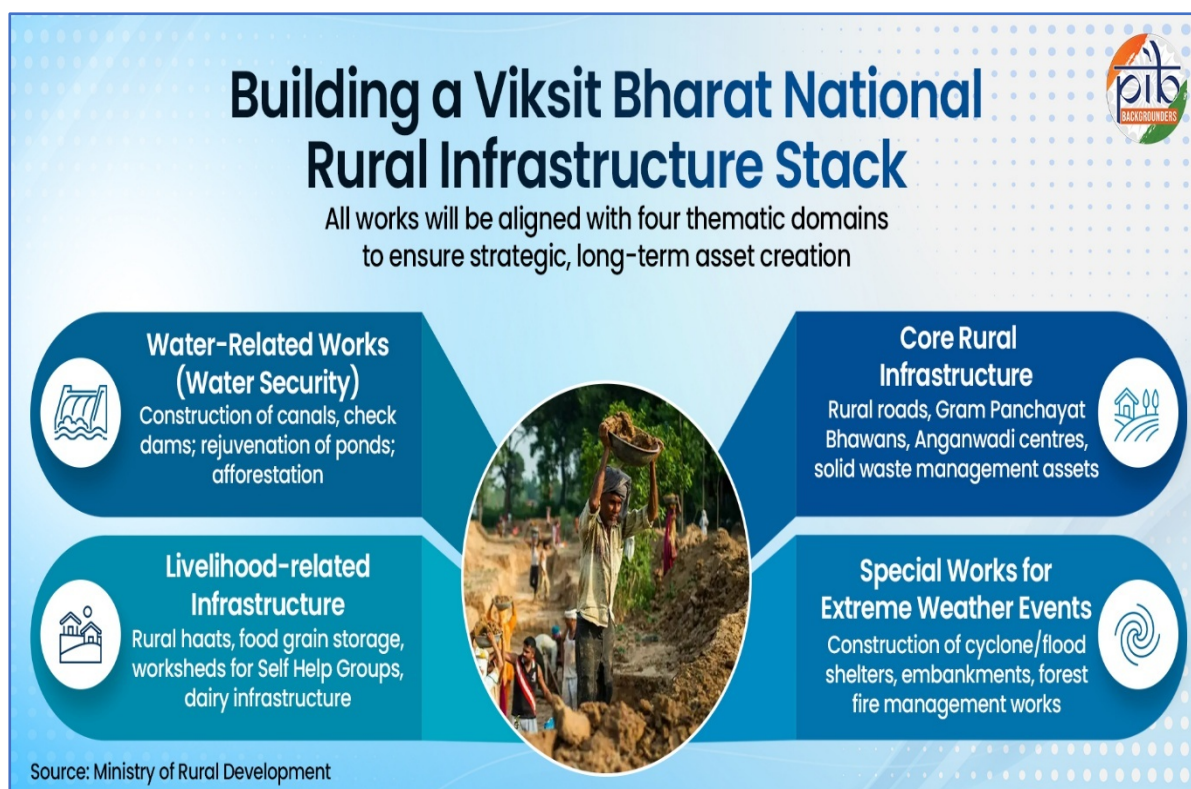 Building a Viksit Bharat National
Rural Infrastructure Stack
All works will be aligned with four thematic domains
to ensure strategic, long-term asset creation
pib
BACKGROUNDERS
Water-Related Works
(Water Security)
Construction of canals, check
dams; rejuvenation of ponds;
afforestation
Core Rural
Infrastructure
Rural roads, Gram Panchayat
Bhawans, Anganwadi centres,
solid waste management assets
Livelihood-related
Infrastructure
Rural haats, food grain storage,
worksheds for Self Help Groups,
dairy infrastructure
Special Works for
Extreme Weather Events
Construction of cyclone/flood
shelters, embankments, forest
fire management works
Source: Ministry of Rural Development